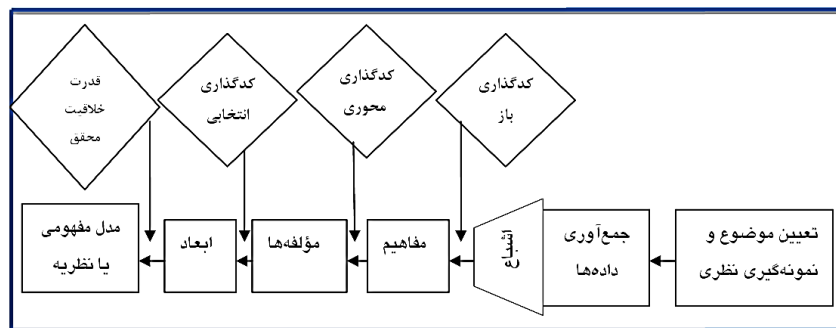 کدگذاری
باز
کدگذاری
محوری
کدگذاری
انتخابی
قدرت
خلاقیت
محقق
تعیین موضوع و
نمونه‌گیری نظری
جمع‌آوری
داده‌ها
اشباع
مفاهیم
مؤلفه‌ها
ابعاد
مدل مفهومی
یا نظریه